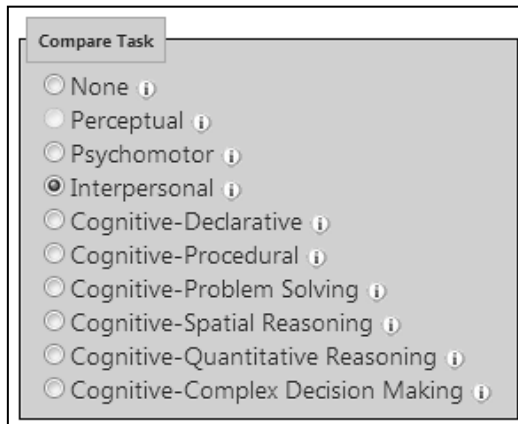 Compare Task
None i
Perceptual i
Psychomotor i
Interpersonal i
Cognitive-Declarative i
Cognitive-Procedural i
Cognitive-Problem Solving i
Cognitive-Spatial Reasoning i
Cognitive-Quantitative Reasoning i
Cognitive-Complex Decision Making i